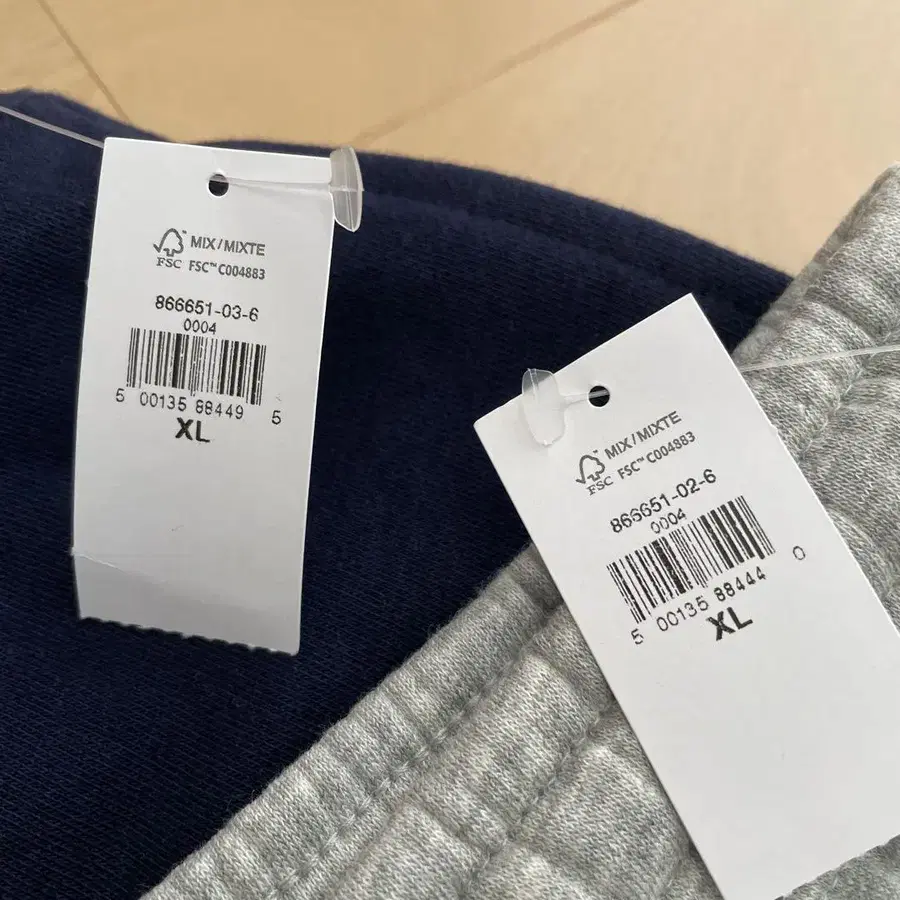 MIX/MIXTE
FSC FSC™ C004883
866651-03-6
0004
5 00135 88449 5
XL
MIX/MIXTE
FSC FSC™ C004883
866651-02-6
0004
5 00135 88444 0
XL